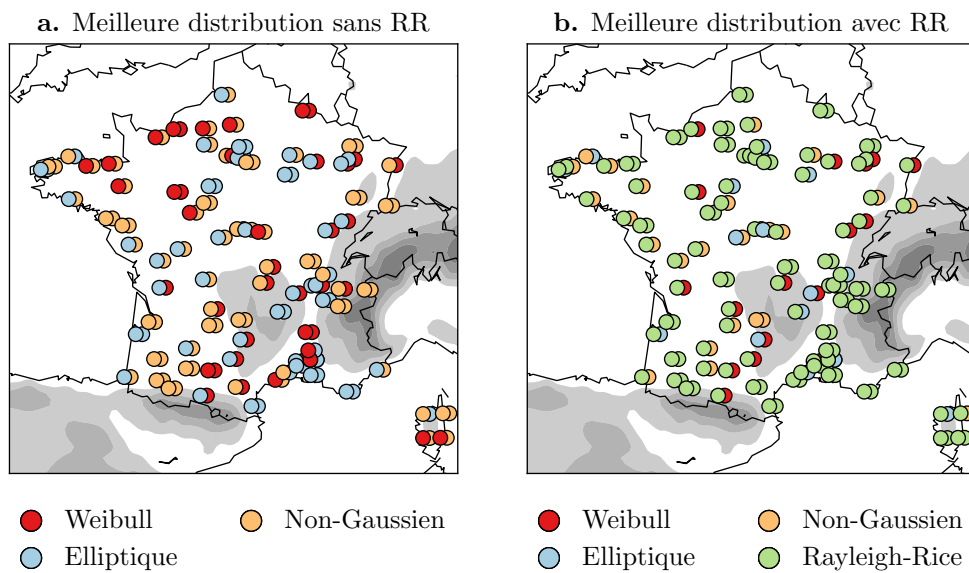 a. Meilleure distribution sans RR
b. Meilleure distribution avec RR
Weibull
Non-Gaussien
Elliptique
Weibull
Non-Gaussien
Elliptique
Rayleigh-Rice